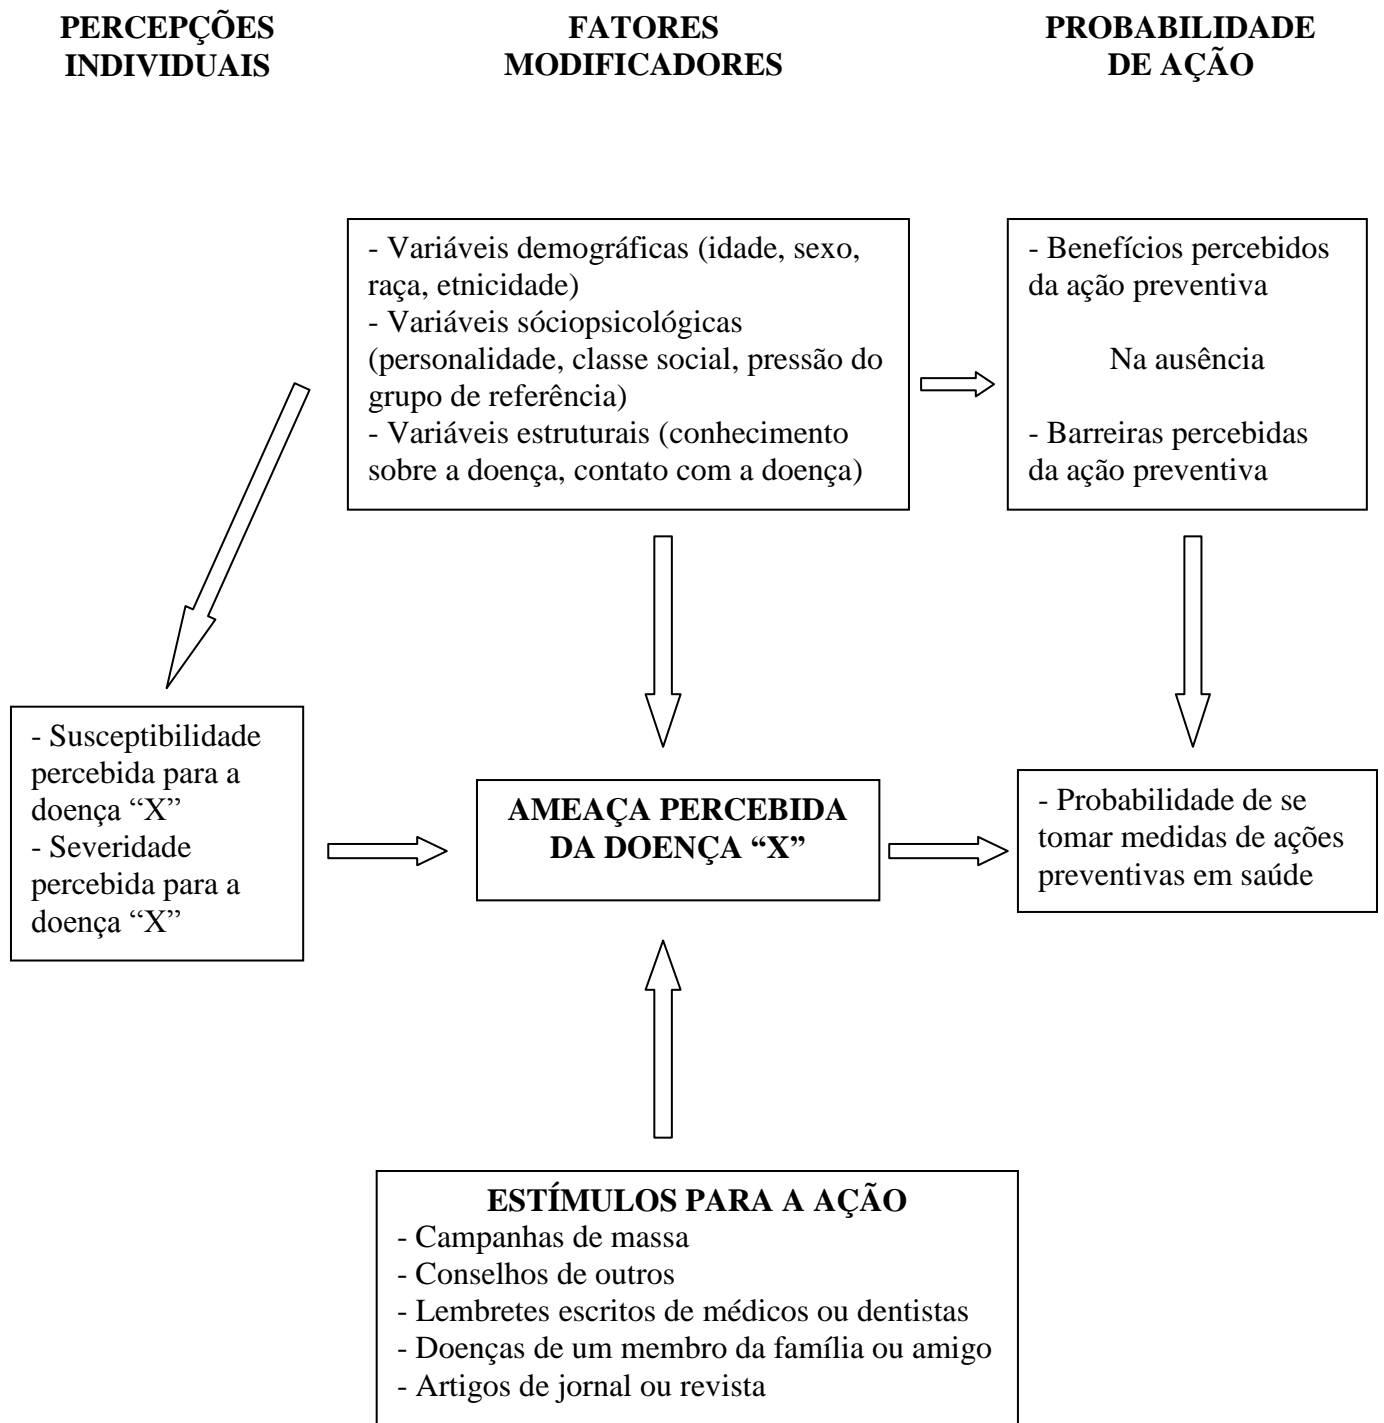 PERCEPÇÕES
INDIVIDUAIS
FATORES
MODIFICADORES
PROBABILIDADE
DE AÇÃO
- Variáveis demográficas (idade, sexo,
raça, etnicidade)
- Variáveis sóciopsicológicas
(personalidade, classe social, pressão do
grupo de referência)
- Variáveis estruturais (conhecimento
sobre a doença, contato com a doença)
- Benefícios percebidos
da ação preventiva
Na ausência
- Barreiras percebidas
da ação preventiva
- Susceptibilidade
percebida para a
doença “X”
- Severidade
percebida para a
doença “X”
AMEAÇA PERCEBIDA
DA DOENÇA “X”
- Probabilidade de se
tomar medidas de ações
preventivas em saúde
ESTÍMULOS PARA A AÇÃO
- Campanhas de massa
- Conselhos de outros
- Lembretes escritos de médicos ou dentistas
- Doenças de um membro da família ou amigo
- Artigos de jornal ou revista